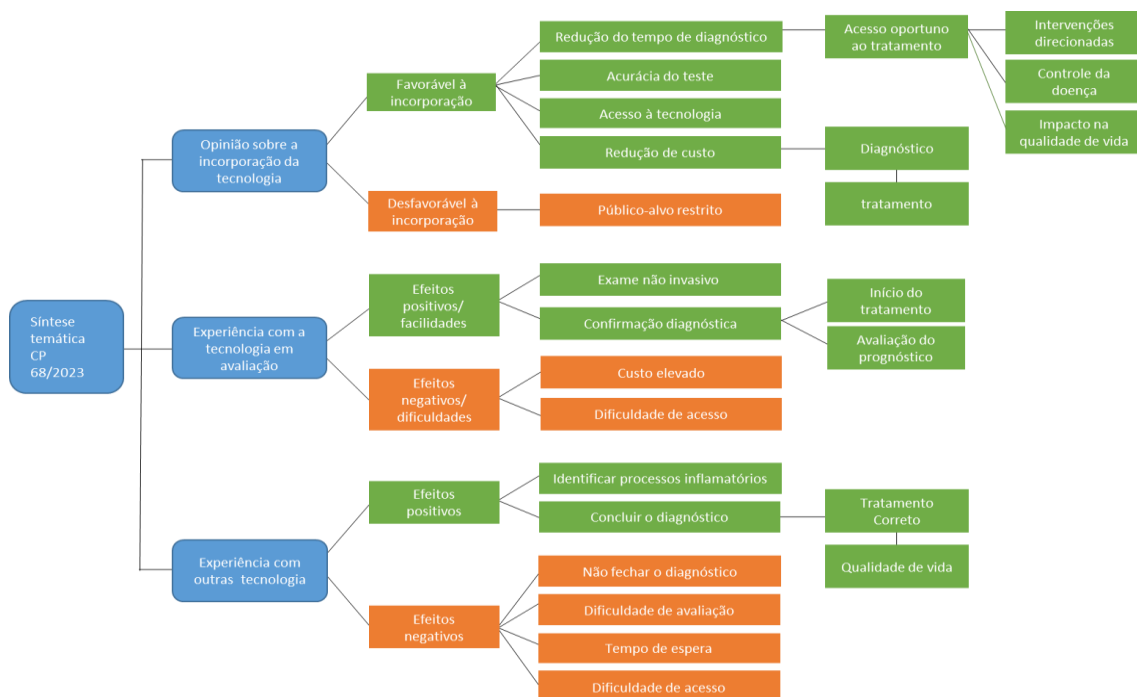 Síntese
temática
CP
68/2023
Opinião sobre a
incorporação da
tecnologia
Favorável à
incorporação
Redução do tempo de diagnóstico
Acesso oportuno
ao tratamento
Intervenções
direcionadas
Controle da
doença
Impacto na
qualidade de vida
Acurácia do teste
Acesso à tecnologia
Redução de custo
Diagnóstico
tratamento
Desfavorável à
incorporação
Público-alvo restrito
Experiência com a
tecnologia em
avaliação
Efeitos
positivos/
facilidades
Exame não invasivo
Confirmação diagnóstica
Início do
tratamento
Avaliação do
prognóstico
Efeitos
negativos/
dificuldades
Custo elevado
Dificuldade de acesso
Experiência com
outras tecnologia
Efeitos
positivos
Identificar processos inflamatórios
Concluir o diagnóstico
Tratamento
Correto
Qualidade de vida
Efeitos
negativos
Não fechar o diagnóstico
Dificuldade de avaliação
Tempo de espera
Dificuldade de acesso